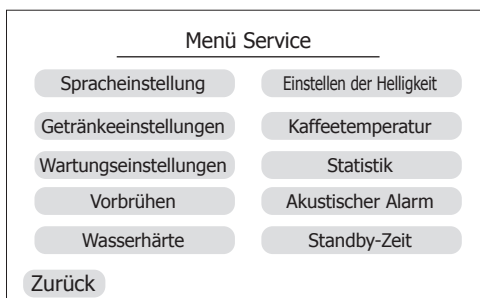 Menü Service
Spracheinstellung
Einstellen der Helligkeit
Getränkeeinstellungen
Kaffeetemperatur
Wartungseinstellungen
Statistik
Vorbrühen
Akustischer Alarm
Wasserhärte
Standby-Zeit
Zurück